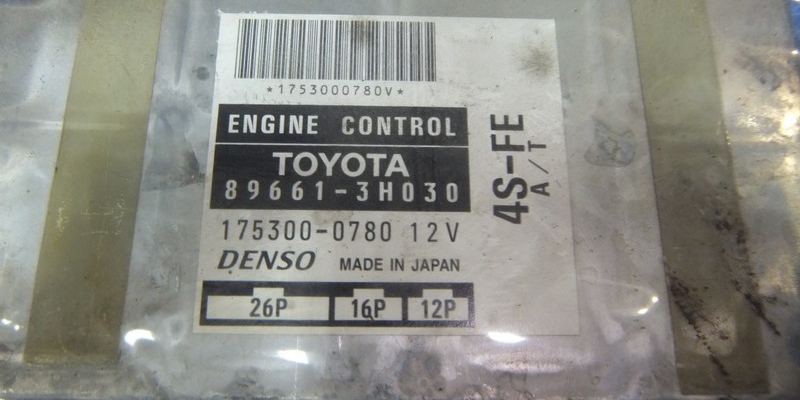 *1753000780V*
ENGINE CONTROL
TOYOTA
89661-3H030
175300-0780 12V
DENSO MADE IN JAPAN
26P 16P 12P
4S-FE
A/T